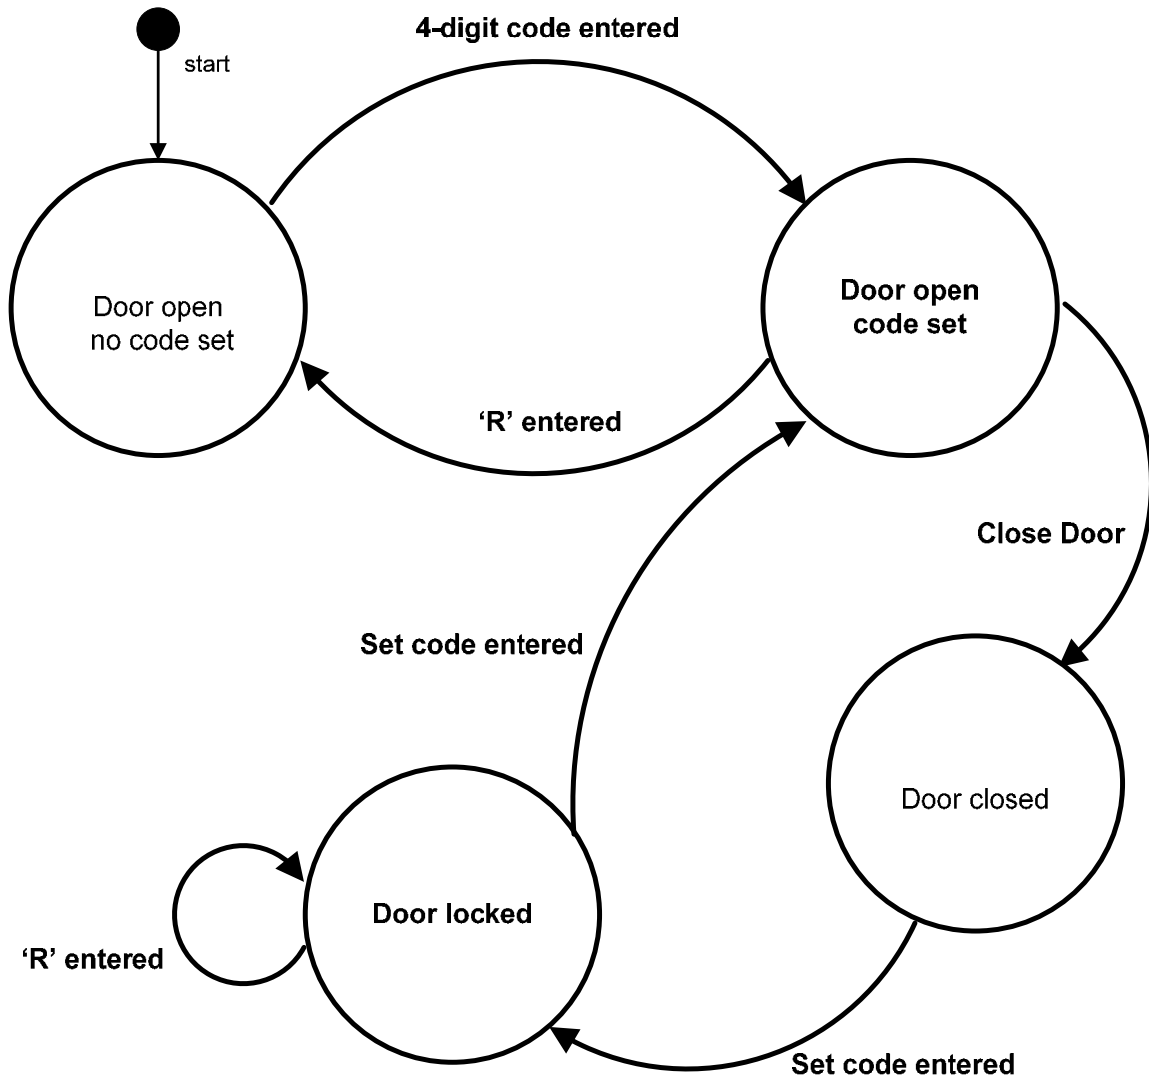 4-digit code entered
start
Door open
no code set
Door open
code set
‘R’ entered
Close Door
Set code entered
Door closed
Door locked
‘R’ entered
Set code entered